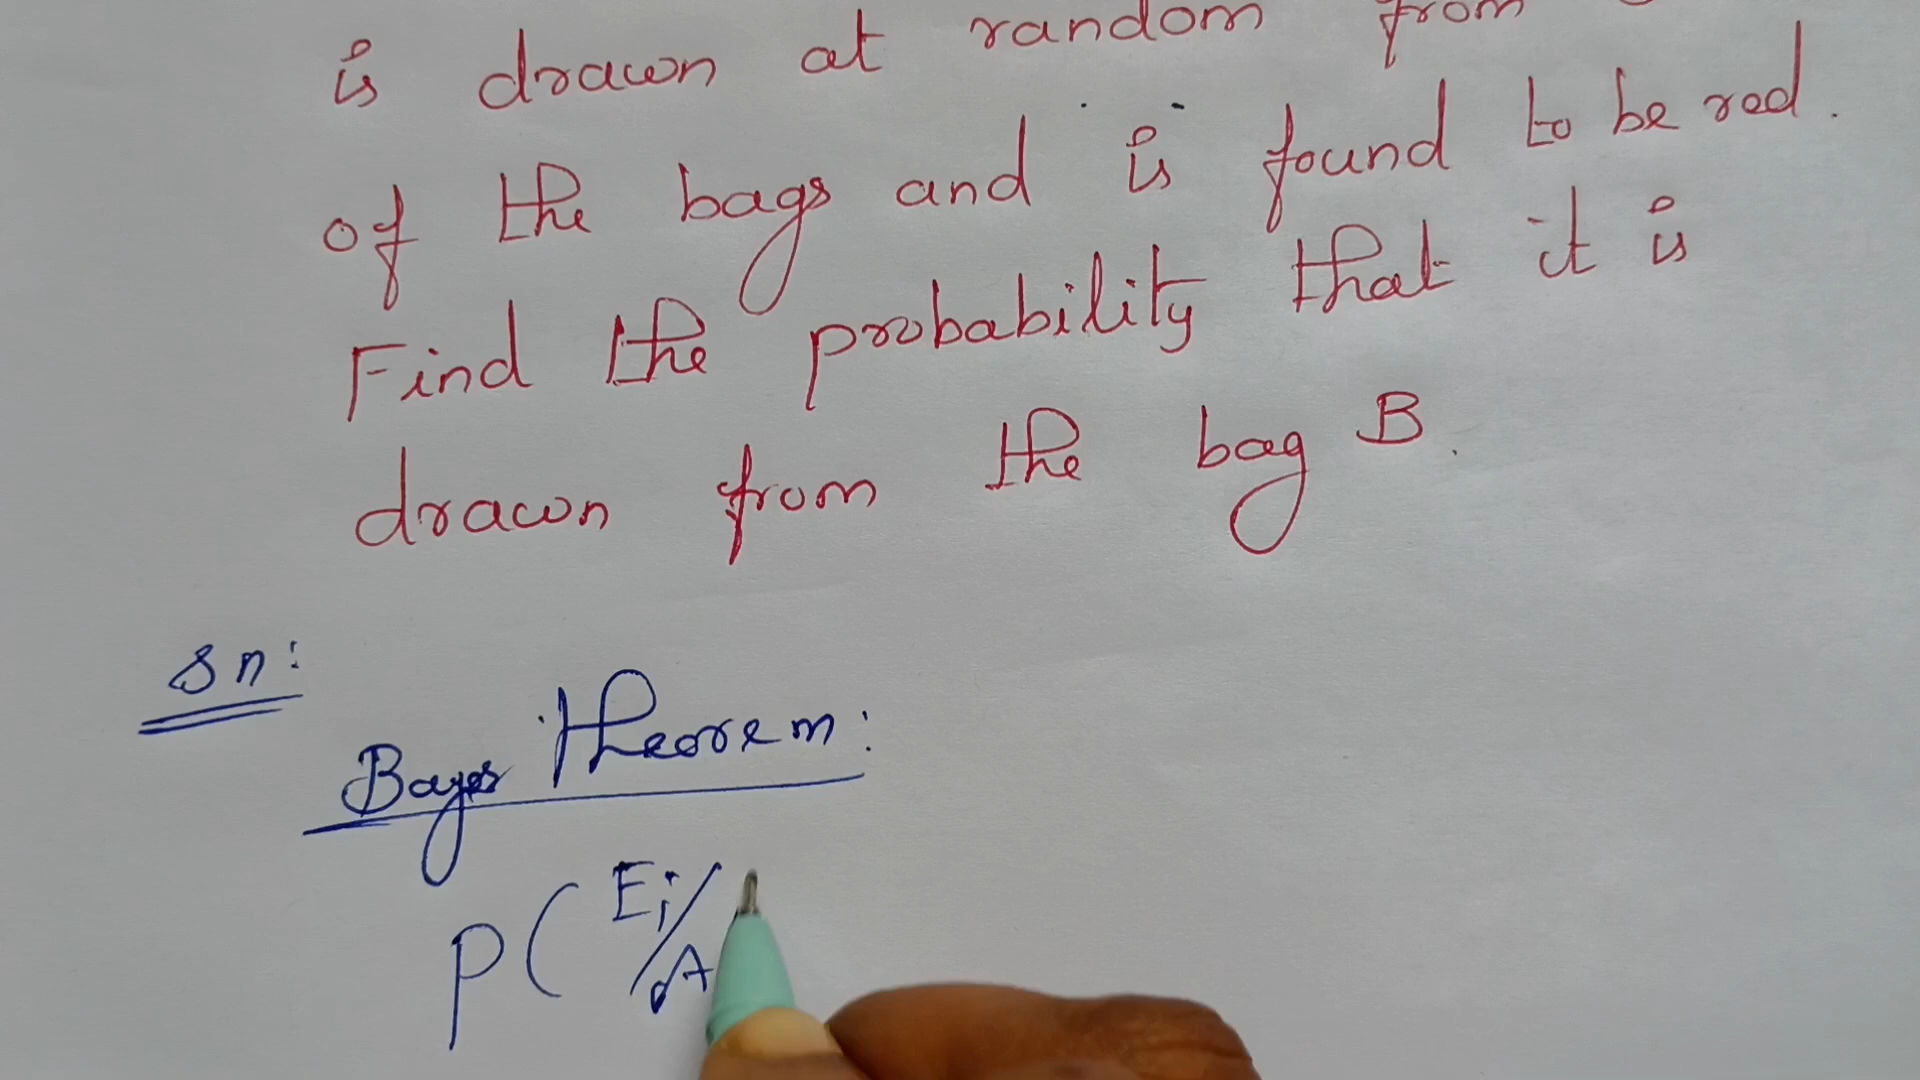 is drawn at random from
of the bags and is found to be red.
Find the probability that it is
drawn from the bag B.
Sn:
Bayes Theorem:
P(Ei/A